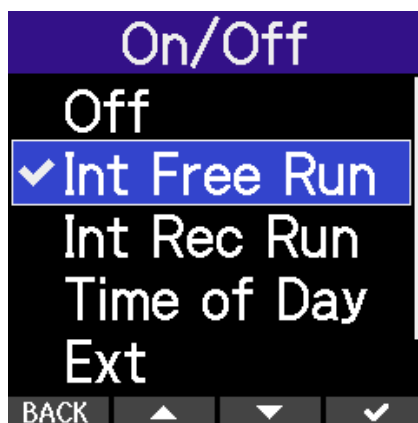 On/Off
Off
Int Free Run
Int Rec Run
Time of Day
Ext
BACK